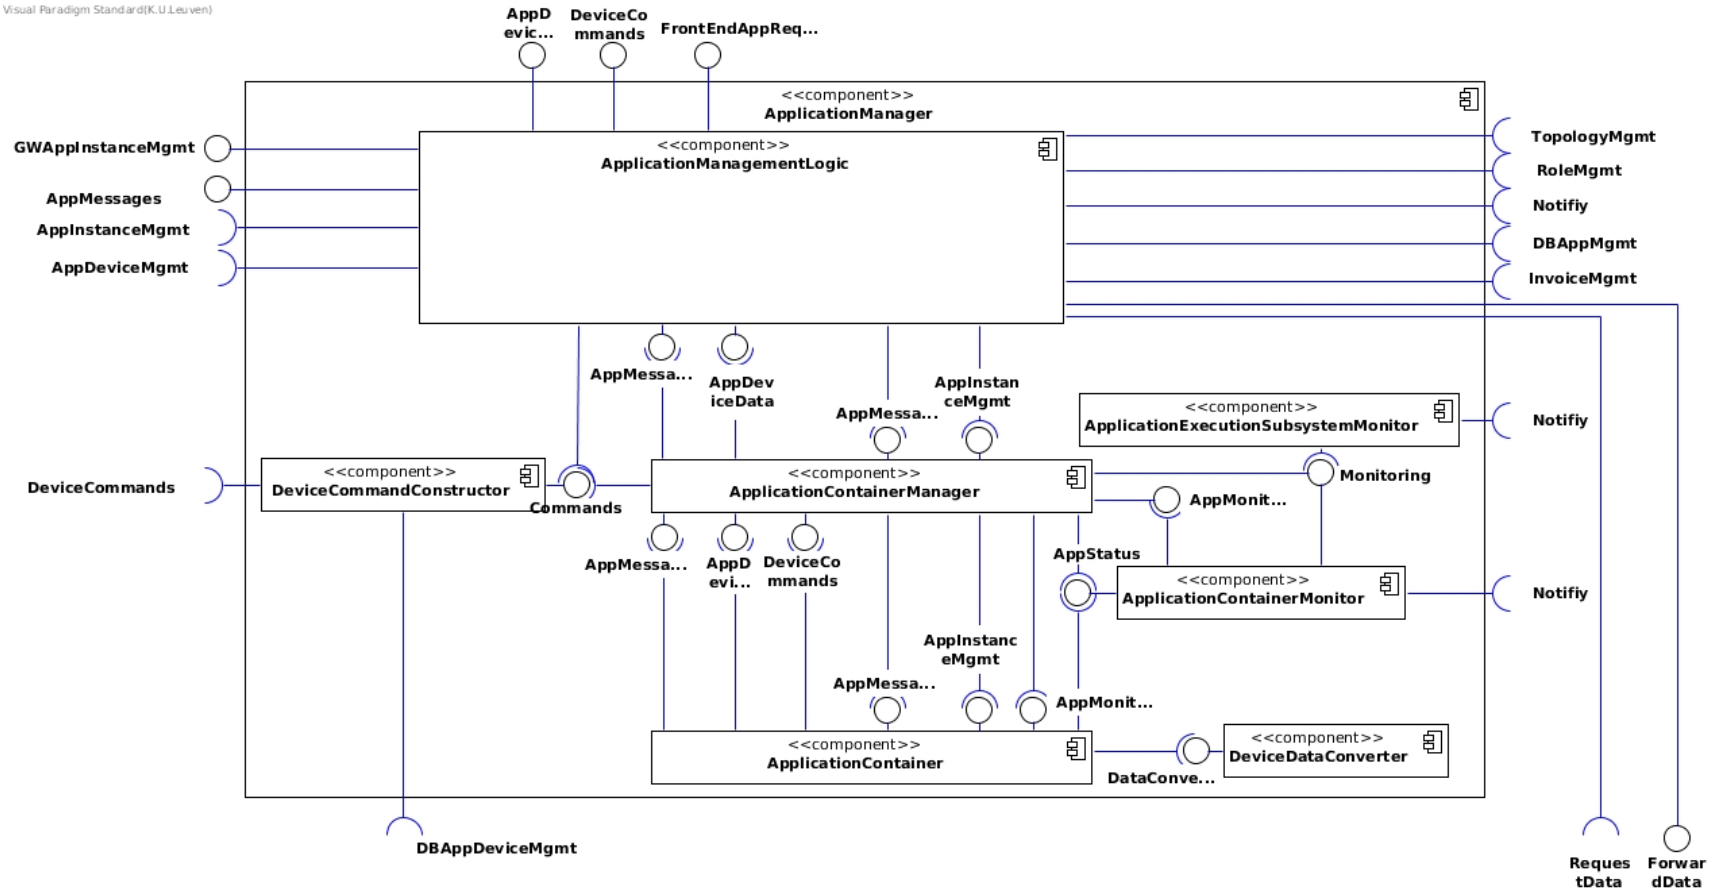 Visual Paradigm Standard(K.U.Leuven)
AppD
evic...
DeviceCo
mmands
FrontEndAppReq...
<<component>>
ApplicationManager
<<component>>
ApplicationManagementLogic
GWAppInstanceMgmt
AppMessages
AppInstanceMgmt
AppDeviceMgmt
TopologyMgmt
RoleMgmt
Notifiy
DBAppMgmt
InvoiceMgmt
AppMessa...
AppDev
iceData
AppMessa...
AppInstan
ceMgmt
<<component>>
ApplicationExecutionSubsystemMonitor
Notifiy
DeviceCommands
<<component>>
DeviceCommandConstructor
Commands
<<component>>
ApplicationContainerManager
Monitoring
AppMonit...
AppMessa...
AppD
evi...
DeviceCo
mmands
AppStatus
<<component>>
ApplicationContainerMonitor
Notifiy
AppInstanc
eMgmt
AppMessa...
AppMonit...
<<component>>
ApplicationContainer
DataConve...
<<component>>
DeviceDataConverter
DBAppDeviceMgmt
Reques
tData
Forwar
dData